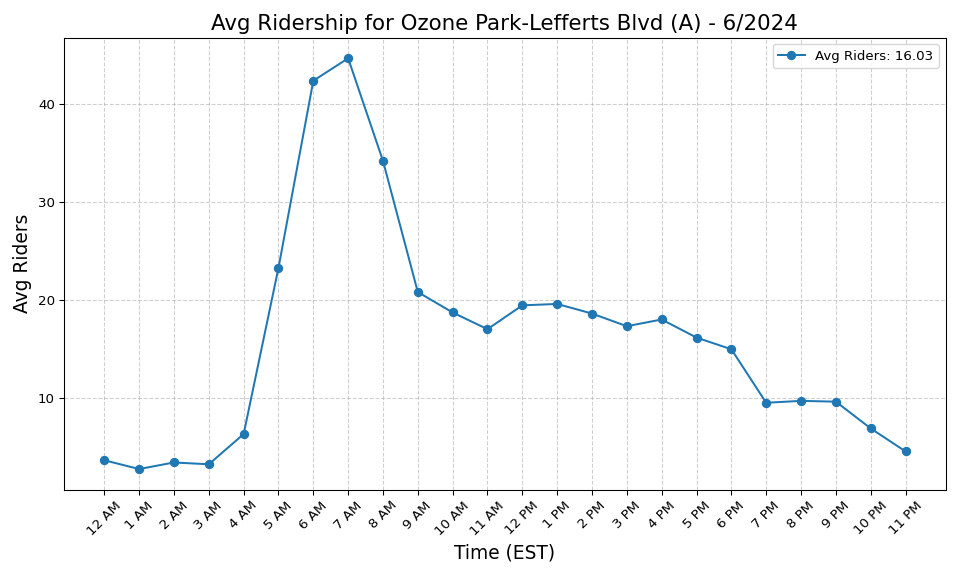 Avg Ridership for Ozone Park-Lefferts Blvd (A) - 6/2024
Avg Riders: 16.03
Avg Riders
40
30
20
10
12 AM
1 AM
2 AM
3 AM
4 AM
5 AM
6 AM
7 AM
8 AM
9 AM
10 AM
11 AM
12 PM
1 PM
2 PM
3 PM
4 PM
5 PM
6 PM
7 PM
8 PM
9 PM
10 PM
11 PM
Time (EST)